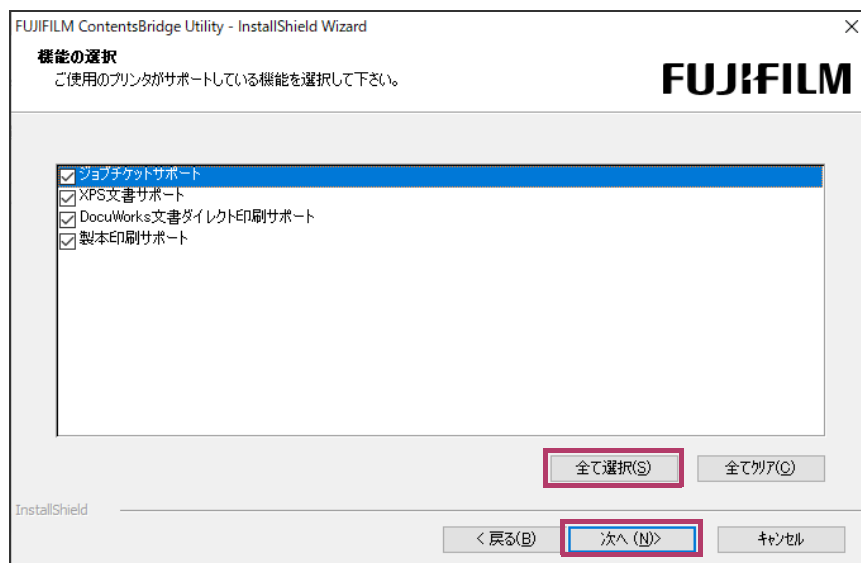 FUJIFILM ContentsBridge Utility - InstallShield Wizard
機能の選択
ご使用のプリンタがサポートしている機能を選択して下さい。
FUJIFILM
ジョブチケットサポート
XPS文書サポート
DocuWorks文書ダイレクト印刷サポート
製本印刷サポート
全て選択(S) 全てクリア(C)
InstallShield
< 戻る(B) 次へ (N)> キャンセル